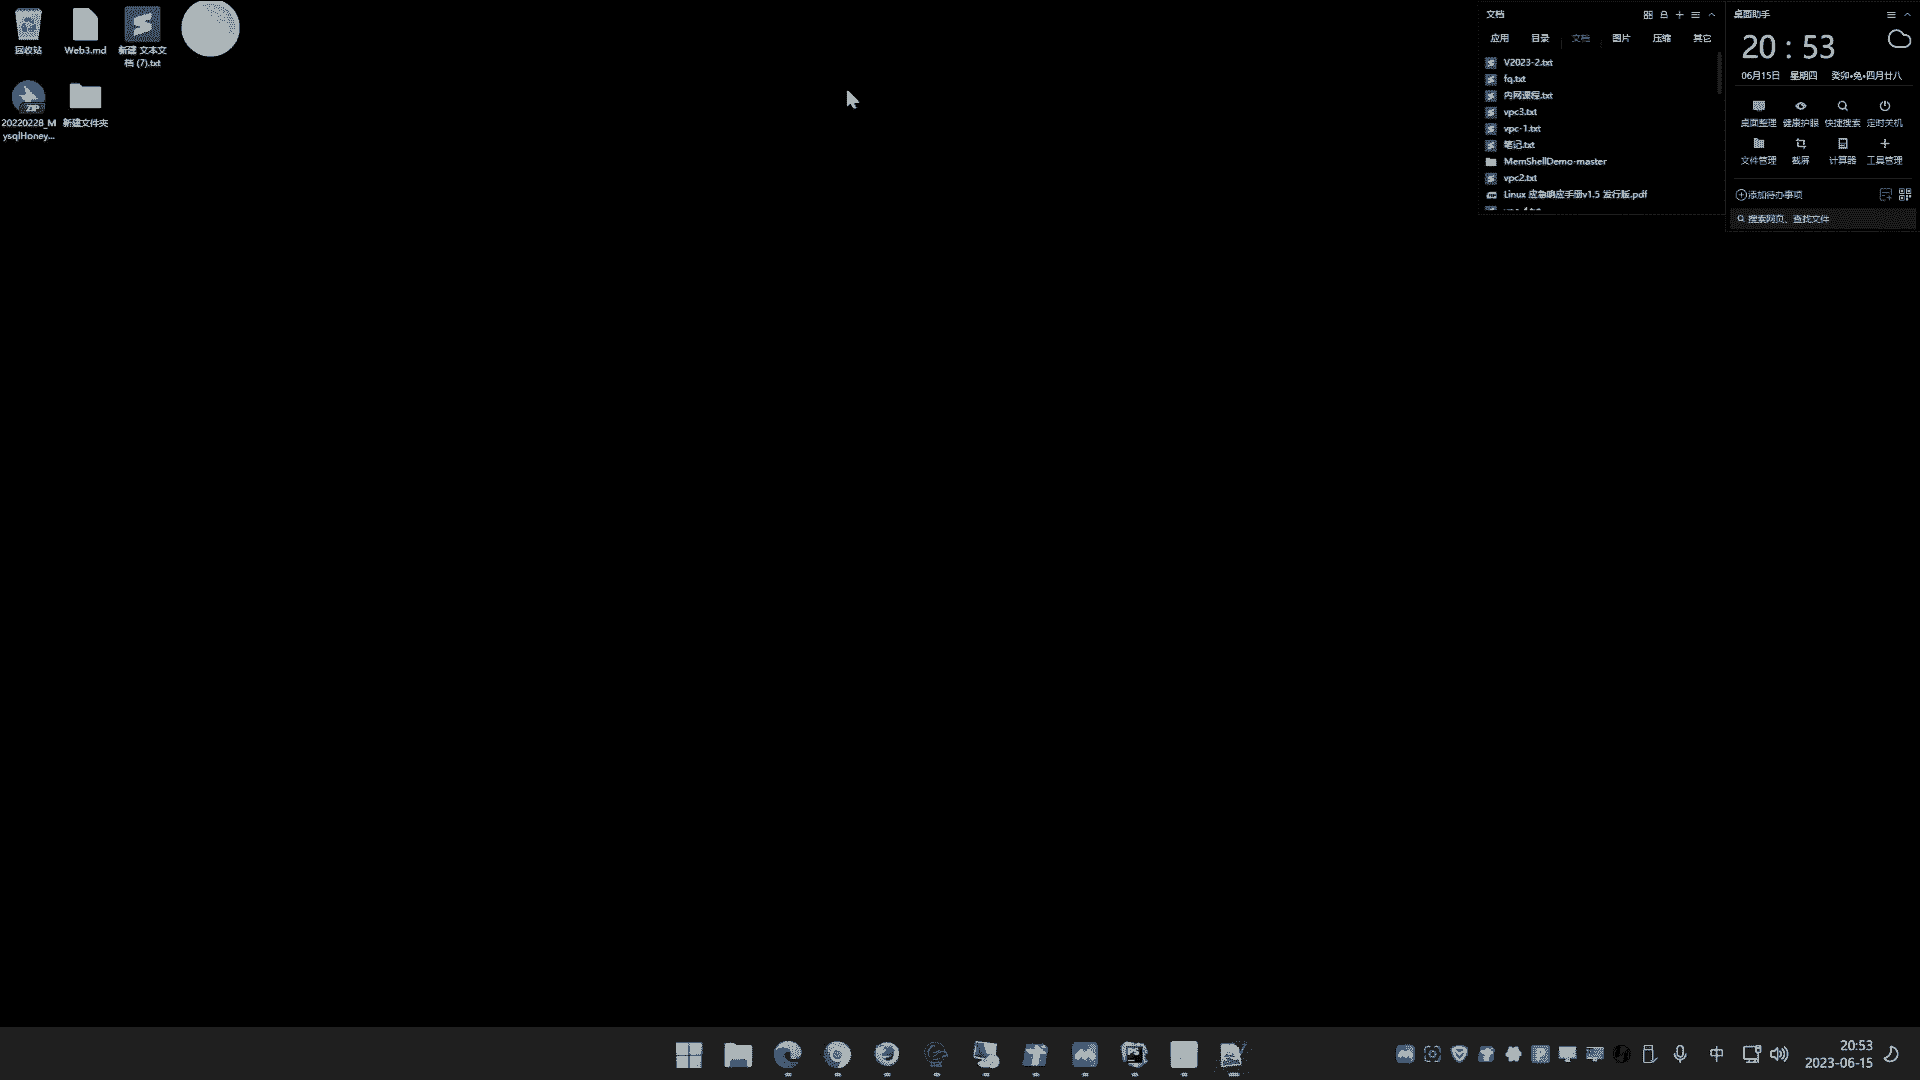 回收站
Web3.md
新建 文本文
档 (7).txt
20220228_M
ysqlHoney...
ZIP
新建文件夹
文档
应用 目录 文档 图片 压缩 其它
V2023-2.txt
fq.txt
内网课程.txt
vpc3.txt
vpc-1.txt
笔记.txt
MemShellDemo-master
vpc2.txt
Linux 应急响应手册v1.5 发行版.pdf
桌面助手
20 : 53
06月15日 星期四 癸卯•兔•四月廿八
桌面整理 健康护眼 快捷搜索 定时关机
文件管理 截屏 计算器 工具管理
添加待办事项
搜索网页、查找文件
中
20:53
2023-06-15